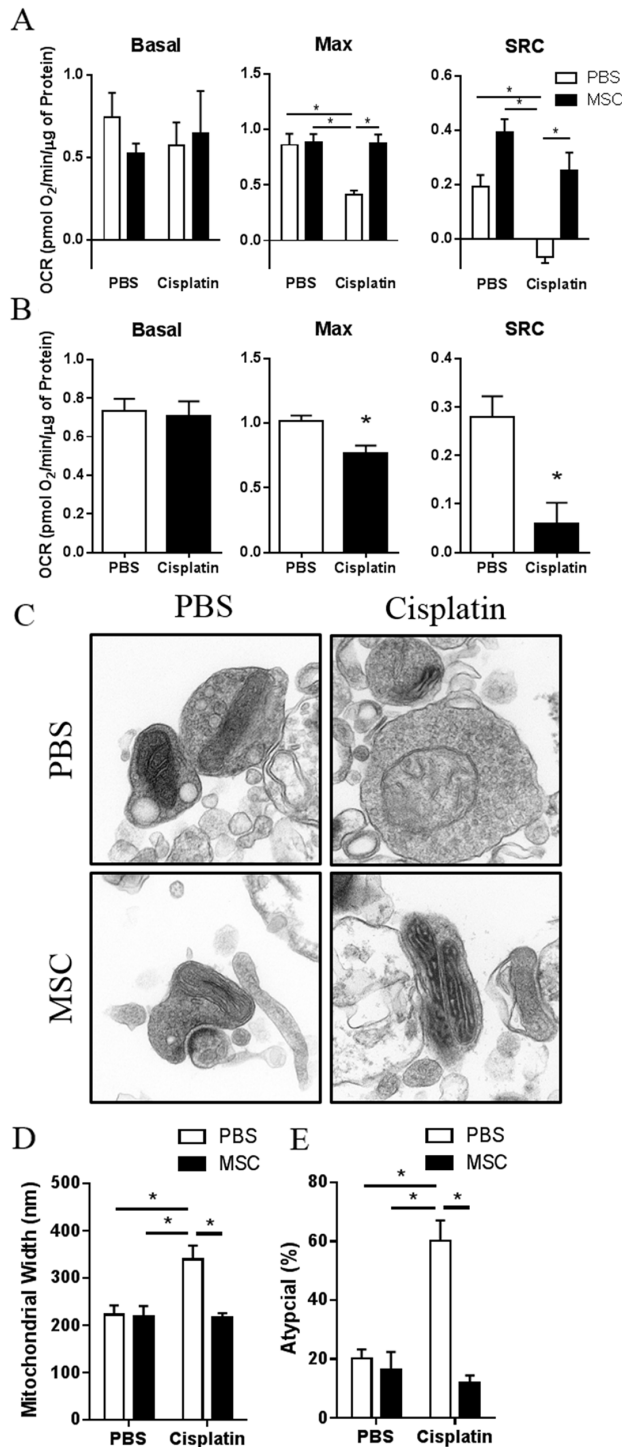 A
Basal
Max
SRC
PBS
MSC
OCR (pmol O2/min/µg of Protein)
1.0
0.5
0.0
1.5
1.0
0.5
0.0
0.6
0.4
0.2
0.0
*
*
*
*
*
*
PBS Cisplatin
PBS Cisplatin
PBS Cisplatin
B
Basal
Max
SRC
OCR (pmol O2/min/µg of Protein)
1.0
0.8
0.6
0.4
0.2
0.0
1.5
1.0
0.5
0.0
0.4
0.3
0.2
0.1
0.0
*
*
PBS Cisplatin
PBS Cisplatin
PBS Cisplatin
C
PBS
Cisplatin
PBS
MSC
D
PBS
MSC
Mitochondrial Width (nm)
500
400
300
200
100
0
*
*
*
PBS Cisplatin
E
PBS
MSC
Atypcial (%)
80
60
40
20
0
*
*
*
PBS Cisplatin